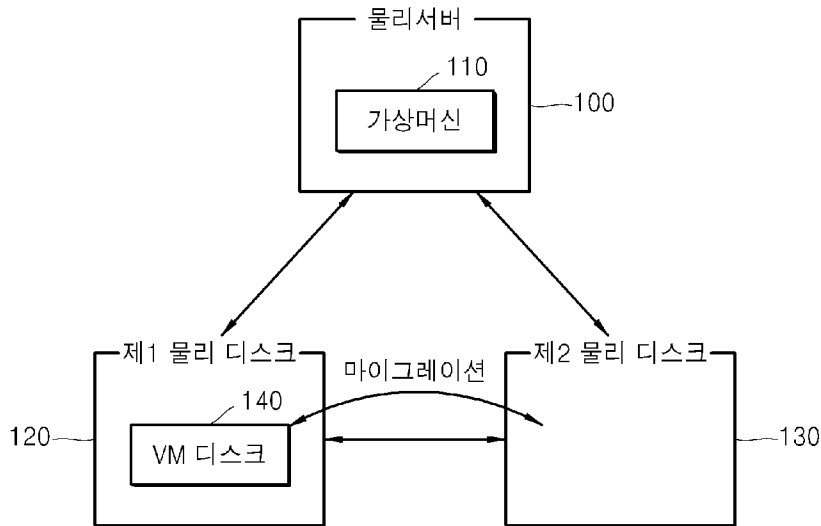 물리서버
110
가상머신
100
제1 물리 디스크
제2 물리 디스크
마이그레이션
140
VM 디스크
120
130